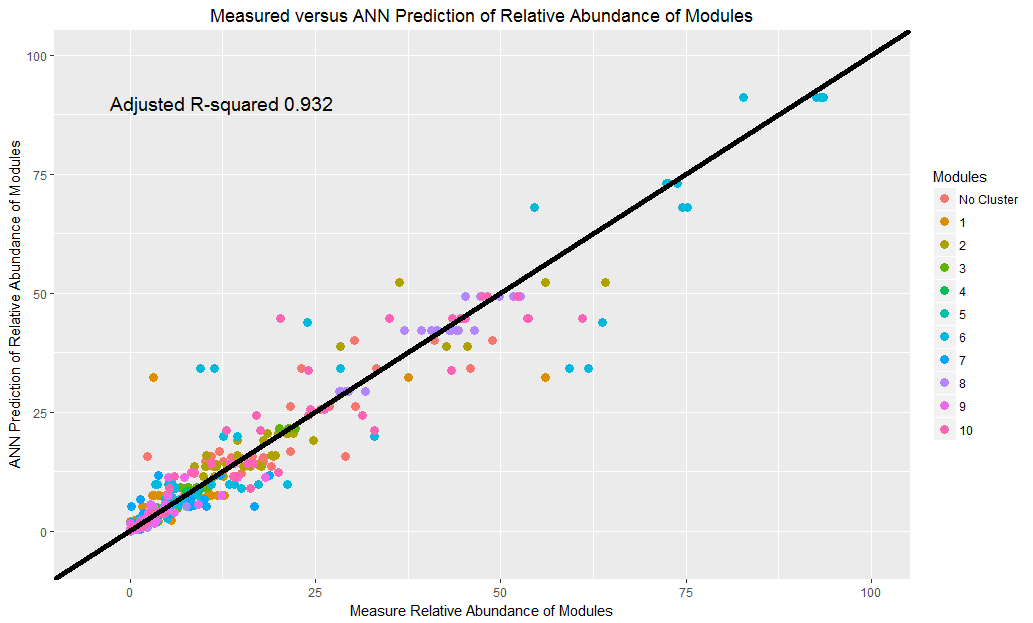 Measured versus ANN Prediction of Relative Abundance of Modules
ANN Prediction of Relative Abundance of Modules
100
75
50
25
0
Adjusted R-squared 0.932
0 25 50 75 100
Measure Relative Abundance of Modules
Modules
No Cluster
1
2
3
4
5
6
7
8
9
10